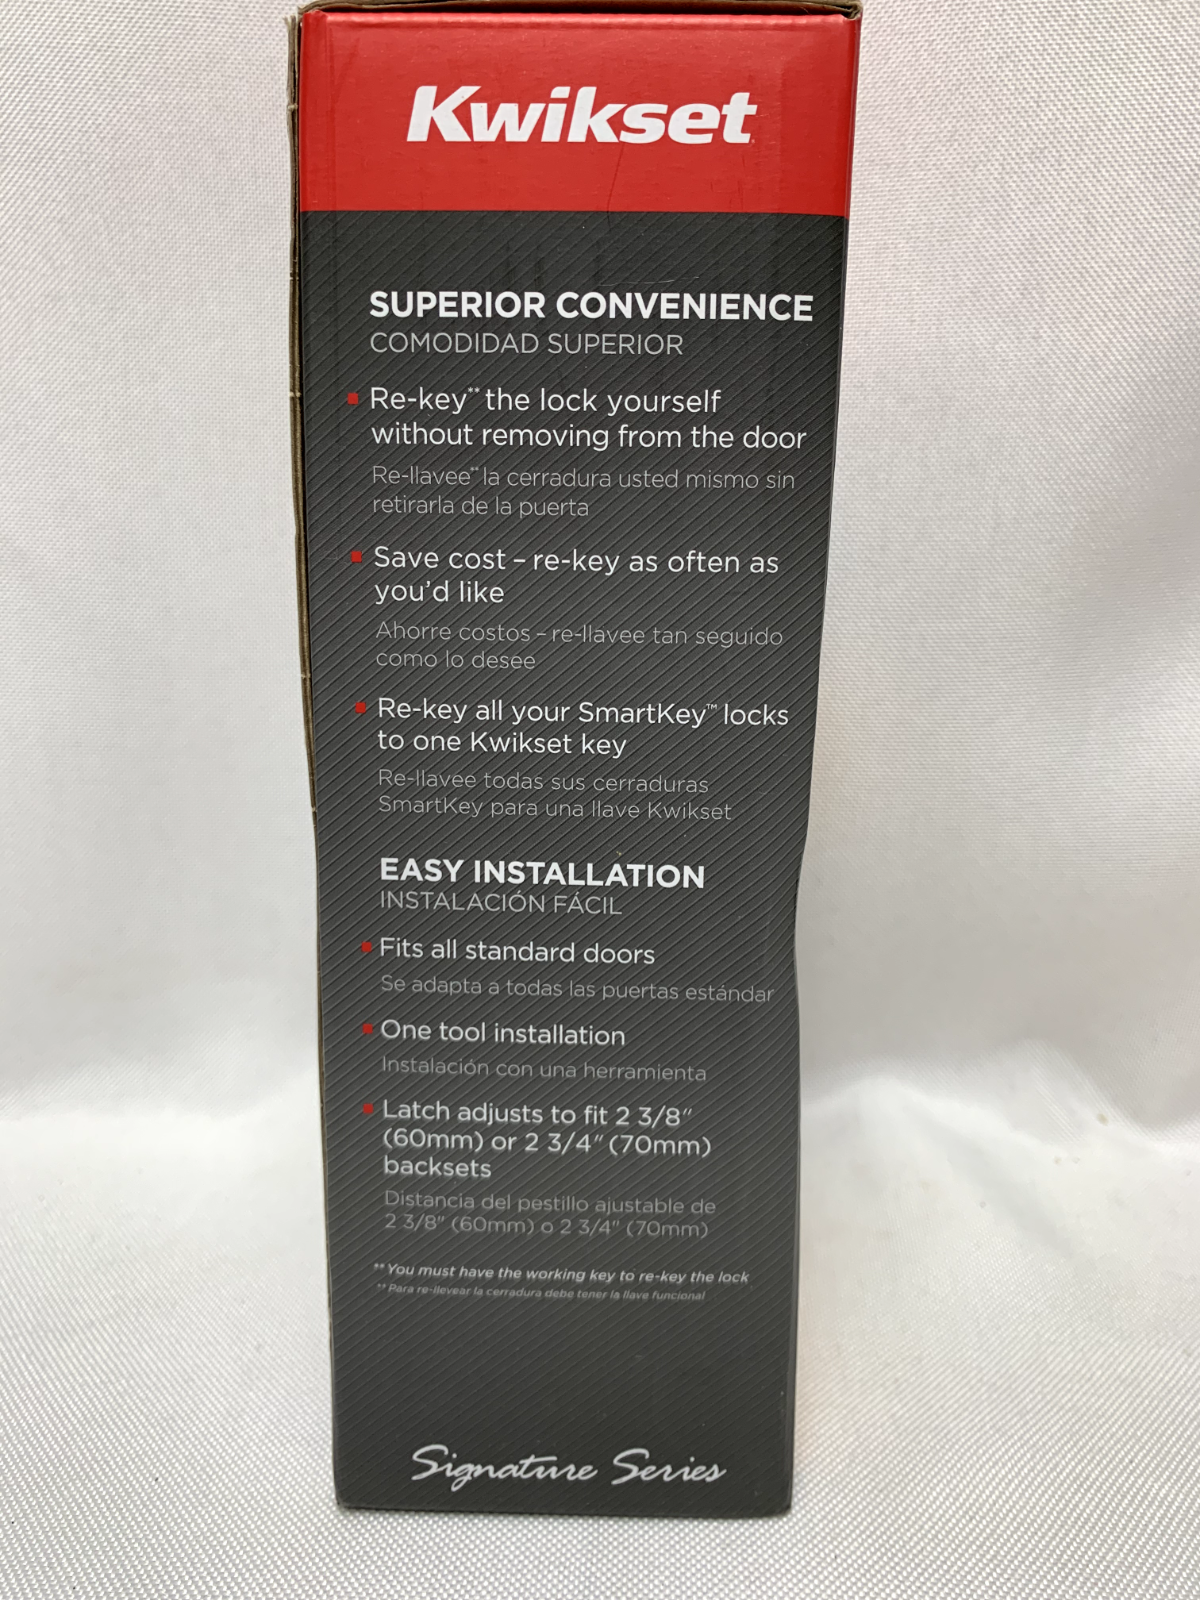 Kwikset
SUPERIOR CONVENIENCE
COMODIDAD SUPERIOR
Re-key** the lock yourself
without removing from the door
Re-llavee** la cerradura usted mismo sin
retirarla de la puerta
Save cost – re-key as often as
you'd like
Ahorre costos – re-llavee tan seguido
como lo desee
Re-key all your SmartKey™ locks
to one Kwikset key
Re-llavee todas sus cerraduras
SmartKey para una llave Kwikset
EASY INSTALLATION
INSTALACIÓN FÁCIL
Fits all standard doors
Se adapta a todas las puertas estándar
One tool installation
Instalación con una herramienta
Latch adjusts to fit 2 3/8"
(60mm) or 2 3/4" (70mm)
backsets
Distancia del pestillo ajustable de
2 3/8" (60mm) o 2 3/4" (70mm)
**You must have the working key to re-key the lock
**Para re-llevear la cerradura debe tener la llave funcional
Signature Series